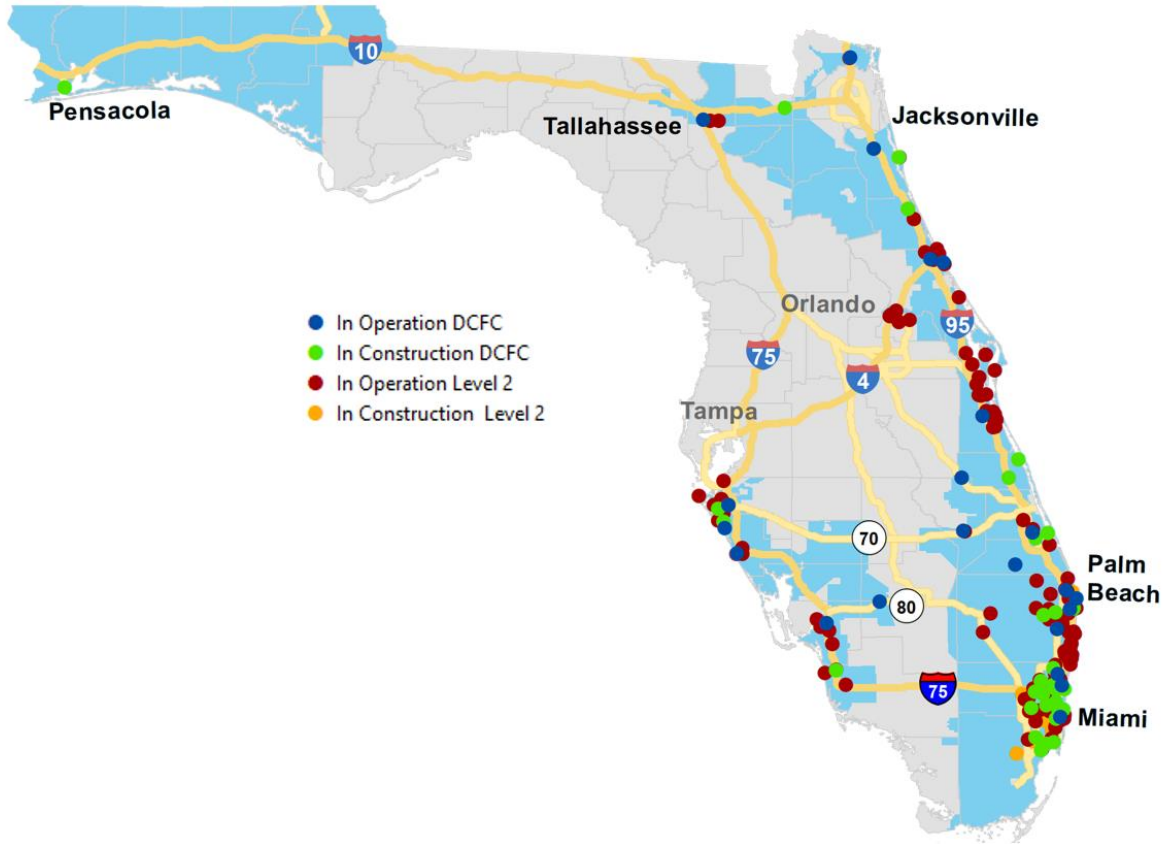 10
Pensacola
Tallahassee
Jacksonville
Orlando
95
75
4
In Operation DCFC
In Construction DCFC
In Operation Level 2
In Construction Level 2
Tampa
70
Palm
Beach
80
75
Miami